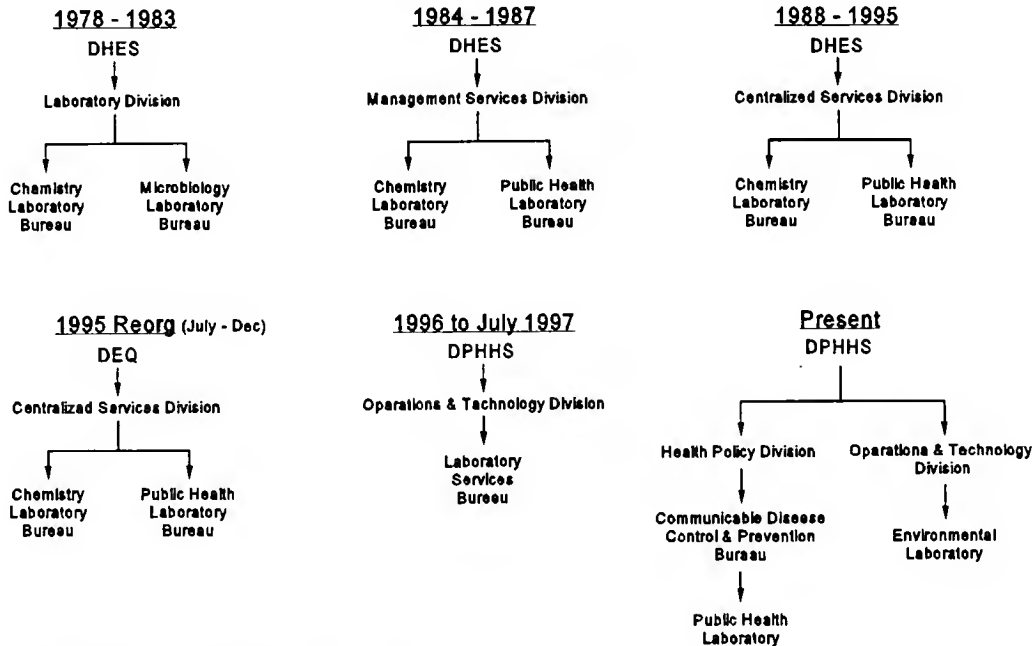 1978 - 1983
DHES
Laboratory Division
Chemistry
Laboratory
Bureau
Microbiology
Laboratory
Bureau
1984 - 1987
DHES
Management Services Division
Chemistry
Laboratory
Bureau
Public Health
Laboratory
Bureau
1988 - 1995
DHES
Centralized Services Division
Chemistry
Laboratory
Bureau
Public Health
Laboratory
Bureau
1995 Reorg (July - Dec)
DEQ
Centralized Services Division
Chemistry
Laboratory
Bureau
Public Health
Laboratory
Bureau
1996 to July 1997
DPHHS
Operations & Technology Division
Laboratory
Services
Bureau
Present
DPHHS
Health Policy Division
Communicable Disease
Control & Prevention
Bureau
Public Health
Laboratory
Operations & Technology
Division
Environmental
Laboratory